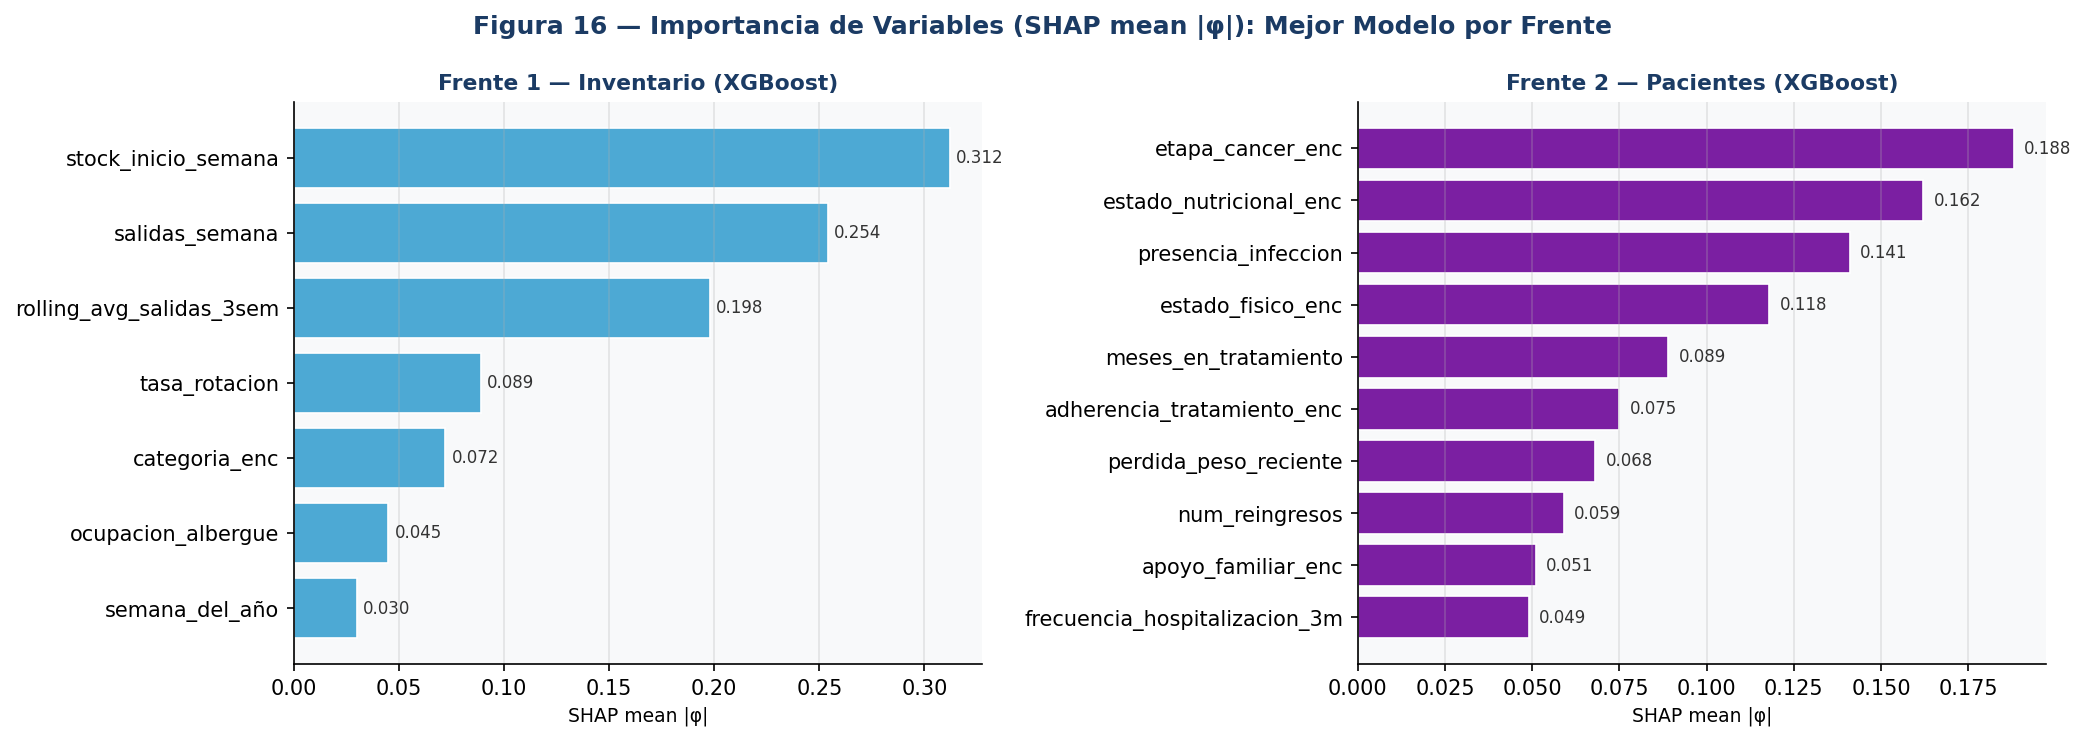 Figura 16 — Importancia de Variables (SHAP mean |φ|): Mejor Modelo por Frente
Frente 1 — Inventario (XGBoost)
stock_inicio_semana
0.312
salidas_semana
0.254
rolling_avg_salidas_3sem
0.198
tasa_rotacion
0.089
categoria_enc
0.072
ocupacion_albergue
0.045
semana_del_año
0.030
0.00 0.05 0.10 0.15 0.20 0.25 0.30
SHAP mean |φ|
Frente 2 — Pacientes (XGBoost)
etapa_cancer_enc
0.188
estado_nutricional_enc
0.162
presencia_infeccion
0.141
estado_fisico_enc
0.118
meses_en_tratamiento
0.089
adherencia_tratamiento_enc
0.075
perdida_peso_reciente
0.068
num_reingresos
0.059
apoyo_familiar_enc
0.051
frecuencia_hospitalizacion_3m
0.049
0.000 0.025 0.050 0.075 0.100 0.125 0.150 0.175
SHAP mean |φ|